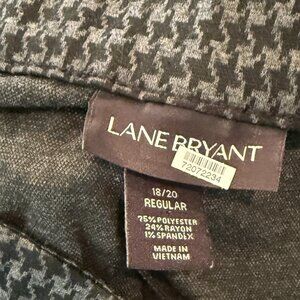 LANE BRYANT
72072234
18/20
REGULAR
75% POLYESTER
24% RAYON
1% SPANDEX
MADE IN
VIETNAM